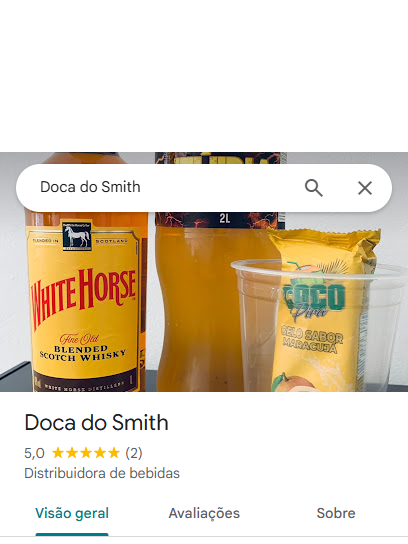 Doca do Smith
2L
BLENDED IN SCOTLAND
WHITE HORSE
Fine Old
BLENDED
SCOTCH WHISKY
WHITE HORSE DISTILLERS
COCO
GELO SABOR
MARACUJÁ
Doca do Smith
5,0 (2)
Distribuidora de bebidas
Visão geral
Avaliações
Sobre